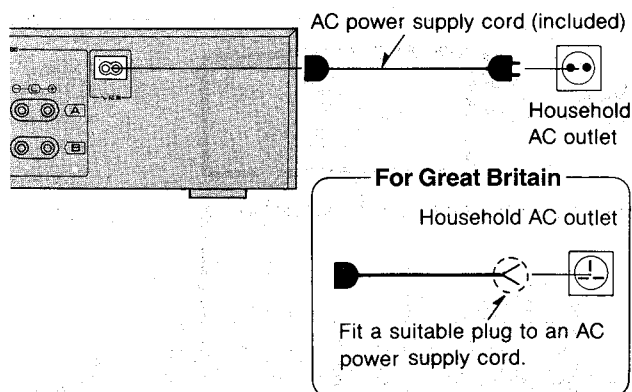 AC power supply cord (included)
L
A
B
Household
AC outlet
For Great Britain
Household AC outlet
Fit a suitable plug to an AC
power supply cord.